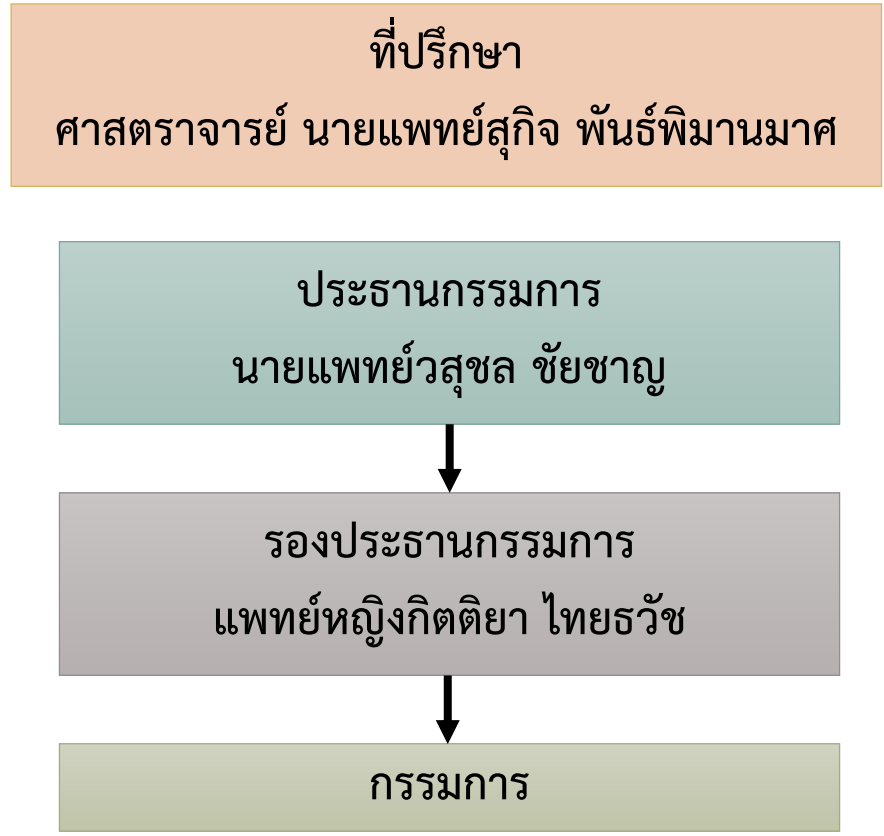 ที่ปรึกษา
ศาสตราจารย์ นายแพทย์สุกิจ พันธ์พิมานมาศ
ประธานกรรมการ
นายแพทย์วสุชล ชัยชาญ
รองประธานกรรมการ
แพทย์หญิงกิตติยา ไทยธวัช
กรรมการ